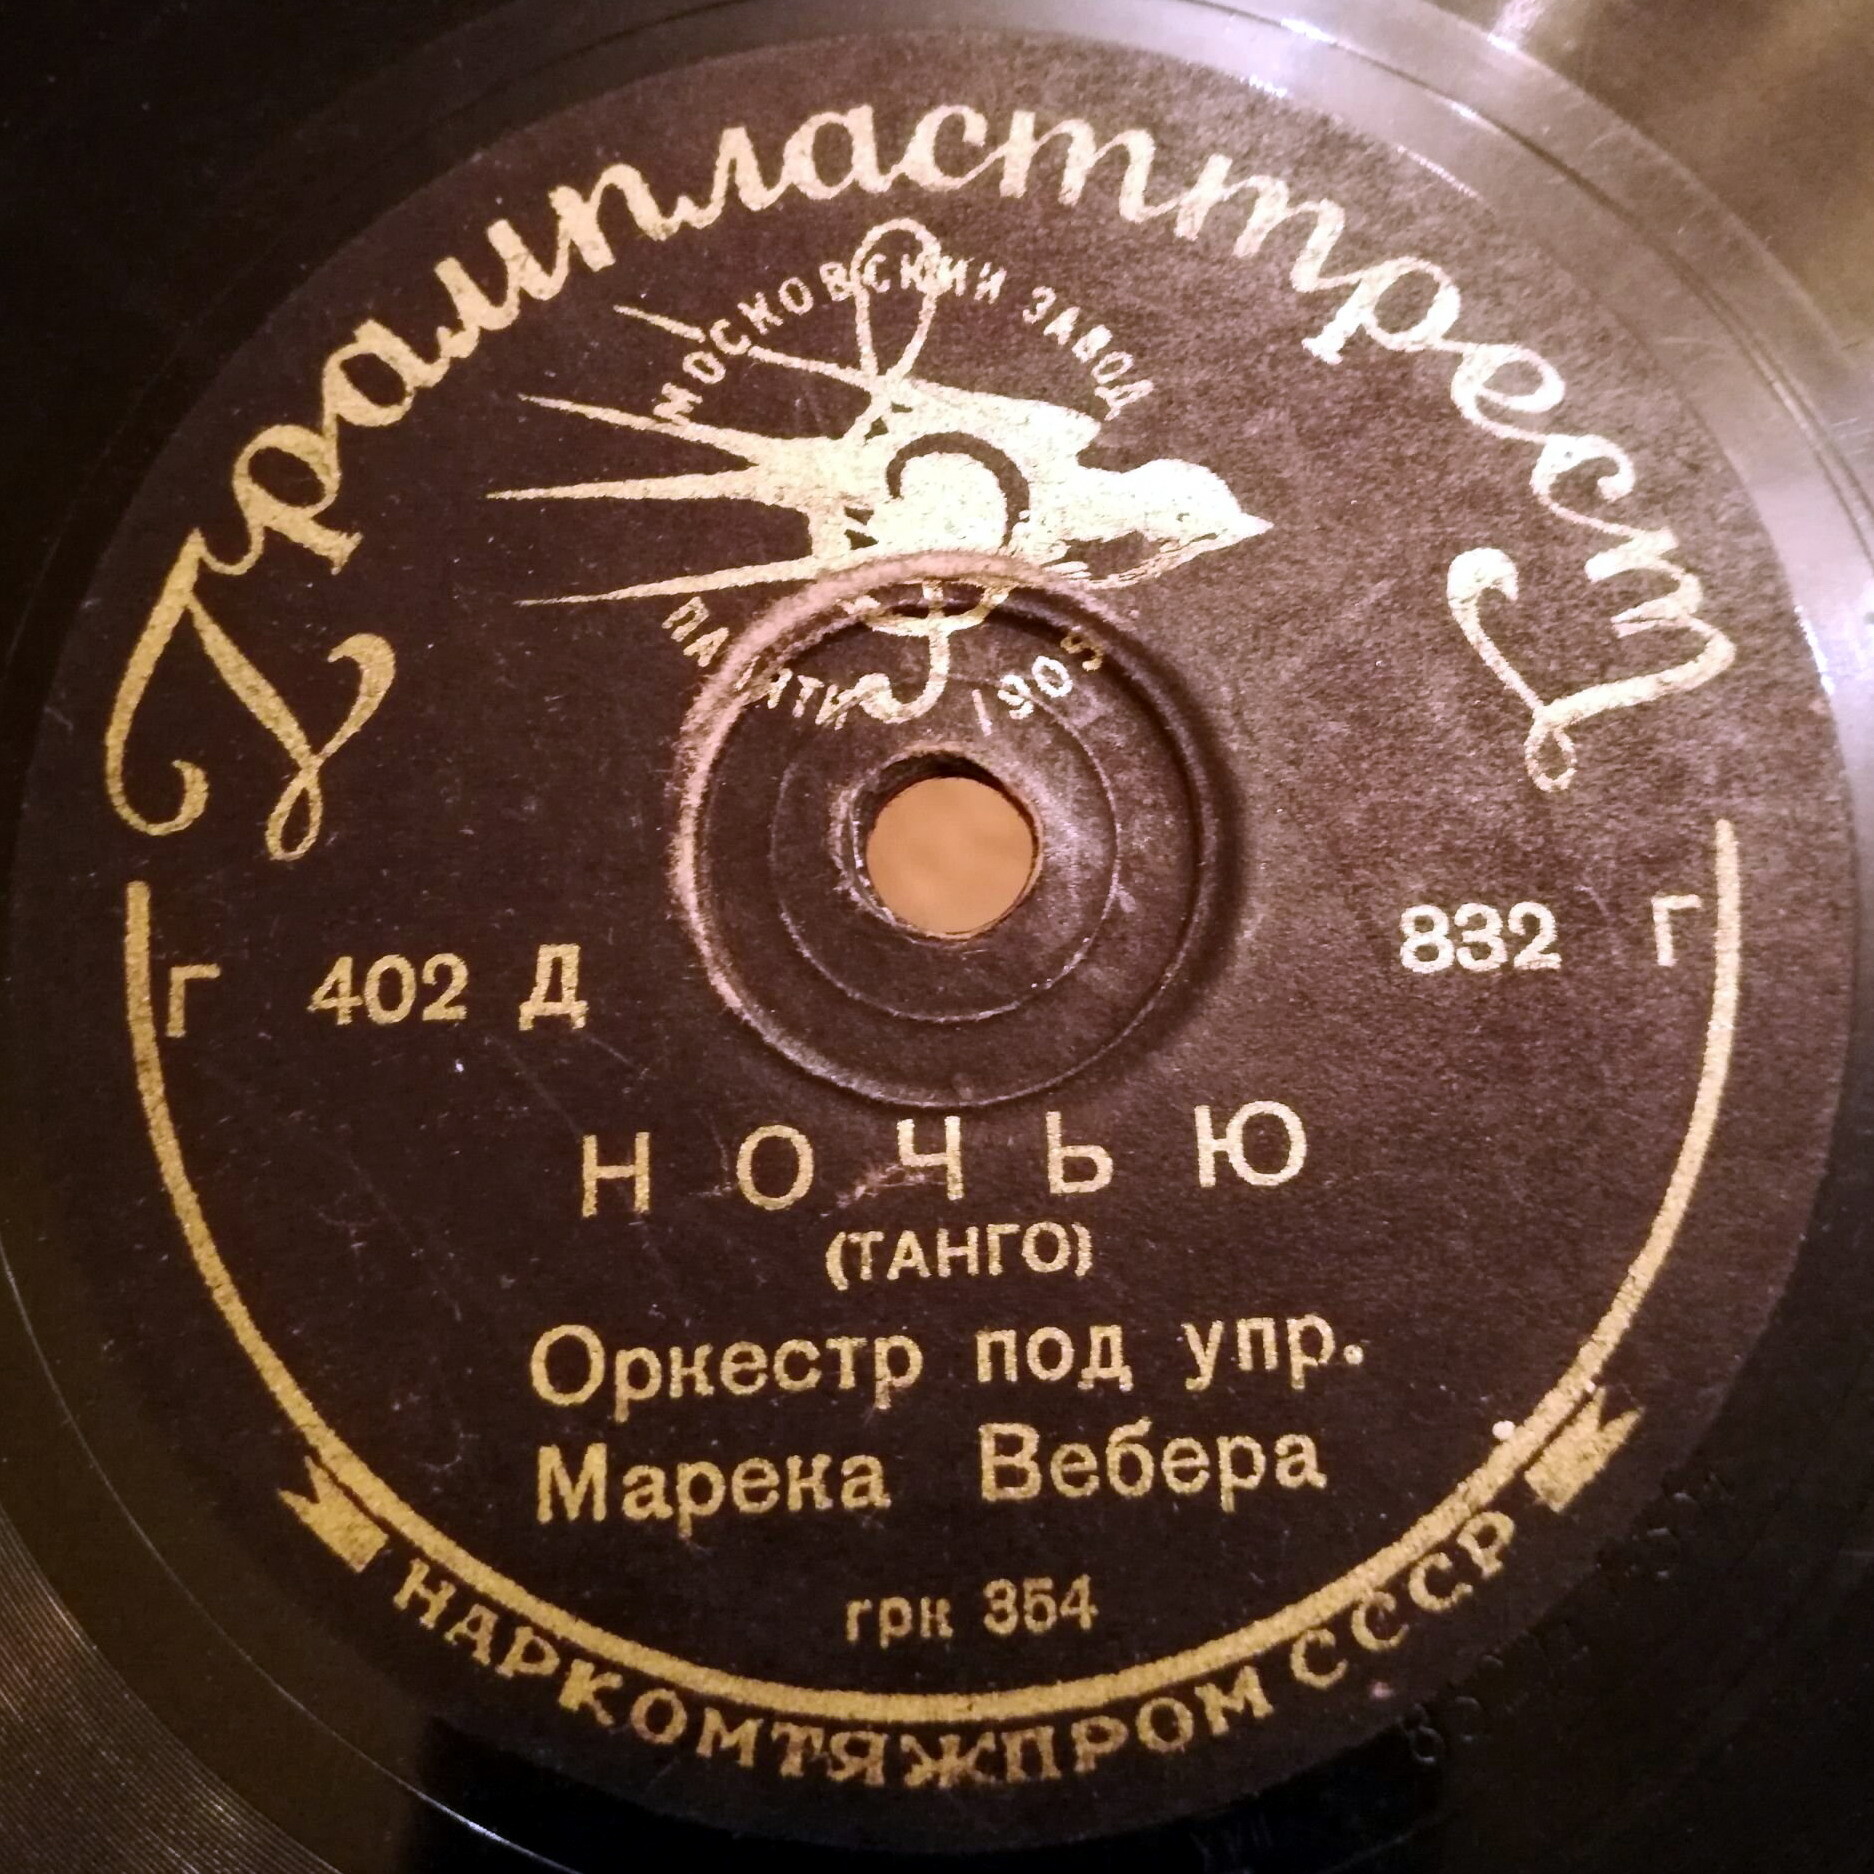 Грампласттрест
МОСКОВСКИЙ ЗАВОД
ПАМЯТИ 1905
Г 402 Д
832 Г
НОЧЬЮ
(ТАНГО)
Оркестр под упр.
Марека Вебера
грк 354
НАРКОМТЯЖПРОМ СССР